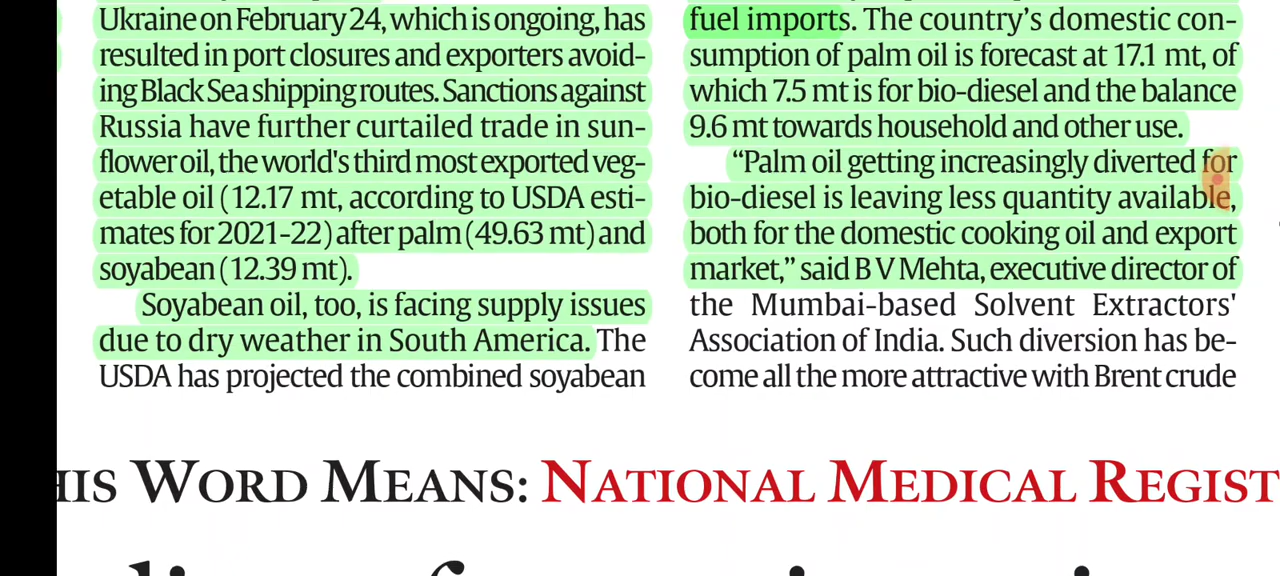 Ukraine on February 24, which is ongoing, has
resulted in port closures and exporters avoid-
ing Black Sea shipping routes. Sanctions against
Russia have further curtailed trade in sun-
flower oil, the world's third most exported veg-
etable oil (12.17 mt, according to USDA esti-
mates for 2021-22) after palm (49.63 mt) and
soyabean (12.39 mt).
Soyabean oil, too, is facing supply issues
due to dry weather in South America. The
USDA has projected the combined soyabean
fuel imports. The country’s domestic con-
sumption of palm oil is forecast at 17.1 mt, of
which 7.5 mt is for bio-diesel and the balance
9.6 mt towards household and other use.
“Palm oil getting increasingly diverted for
bio-diesel is leaving less quantity available,
both for the domestic cooking oil and export
market,” said B V Mehta, executive director of
the Mumbai-based Solvent Extractors'
Association of India. Such diversion has be-
come all the more attractive with Brent crude
HIS WORD MEANS: NATIONAL MEDICAL REGIST